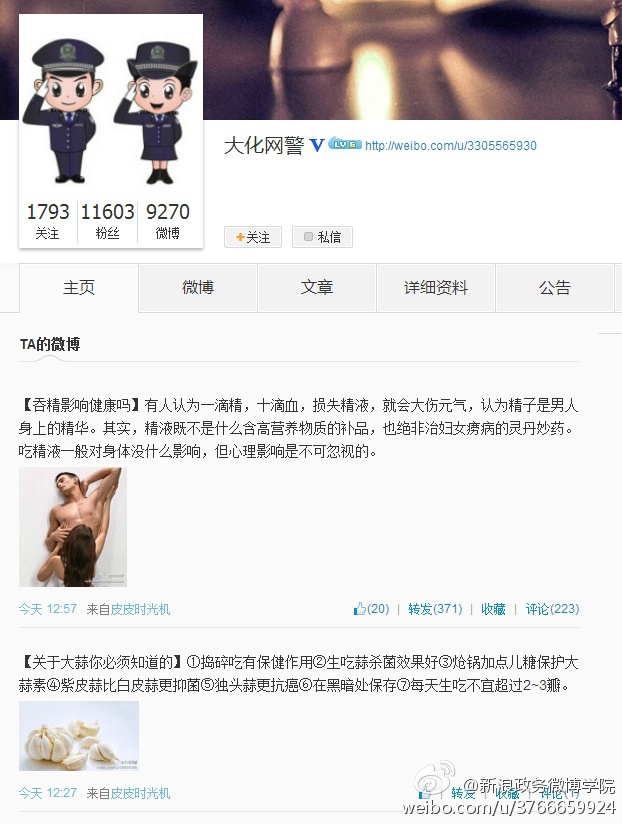 大化网警 V LV 6 http://weibo.com/u/3305565930
1793 11603 9270
关注 粉丝 微博
+关注 私信
主页 微博 文章 详细资料 公告
TA的微博
【吞精影响健康吗】有人认为一滴精，十滴血，损失精液，就会大伤元气，认为精子是男人
身上的精华。其实，精液既不是什么含高营养物质的补品，也绝非治妇女痨病的灵丹妙药。
吃精液一般对身体没什么影响，但心理影响是不可忽视的。
今天 12:57 来自皮皮时光机 (20) | 转发(371) | 收藏 | 评论(223)
【关于大蒜你必须知道的】①捣碎吃有保健作用②生吃蒜杀菌效果好③炝锅加点儿糖保护大
蒜素④紫皮蒜比白皮蒜更抑菌⑤独头蒜更抗癌⑥在黑暗处保存⑦每天生吃不宜超过2~3瓣。
今天 12:27 来自皮皮时光机 转发 收藏 评论(1)
@新浪政务微博学院
weibo.com/u/3766659924